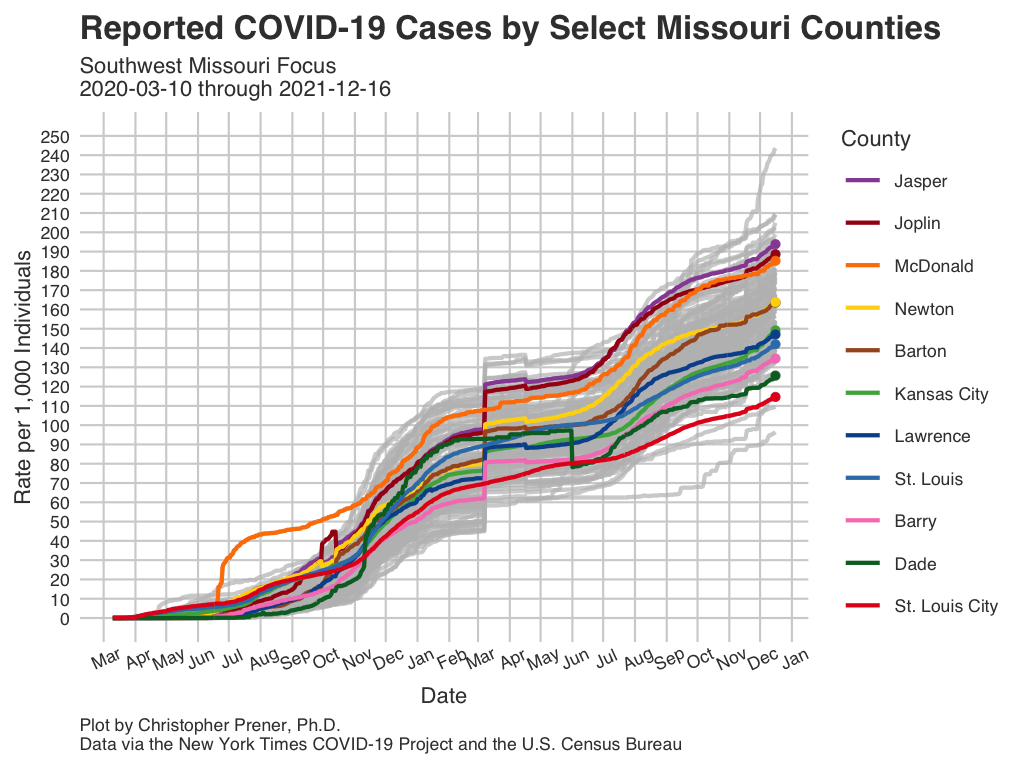 Reported COVID-19 Cases by Select Missouri Counties
Southwest Missouri Focus
2020-03-10 through 2021-12-16
Rate per 1,000 Individuals
250
240
230
220
210
200
190
180
170
160
150
140
130
120
110
100
90
80
70
60
50
40
30
20
10
0
Mar Apr May Jun Jul Aug Sep Oct Nov Dec Jan Feb Mar Apr May Jun Jul Aug Sep Oct Nov Dec Jan
Date
County
Jasper
Joplin
McDonald
Newton
Barton
Kansas City
Lawrence
St. Louis
Barry
Dade
St. Louis City
Plot by Christopher Prener, Ph.D.
Data via the New York Times COVID-19 Project and the U.S. Census Bureau